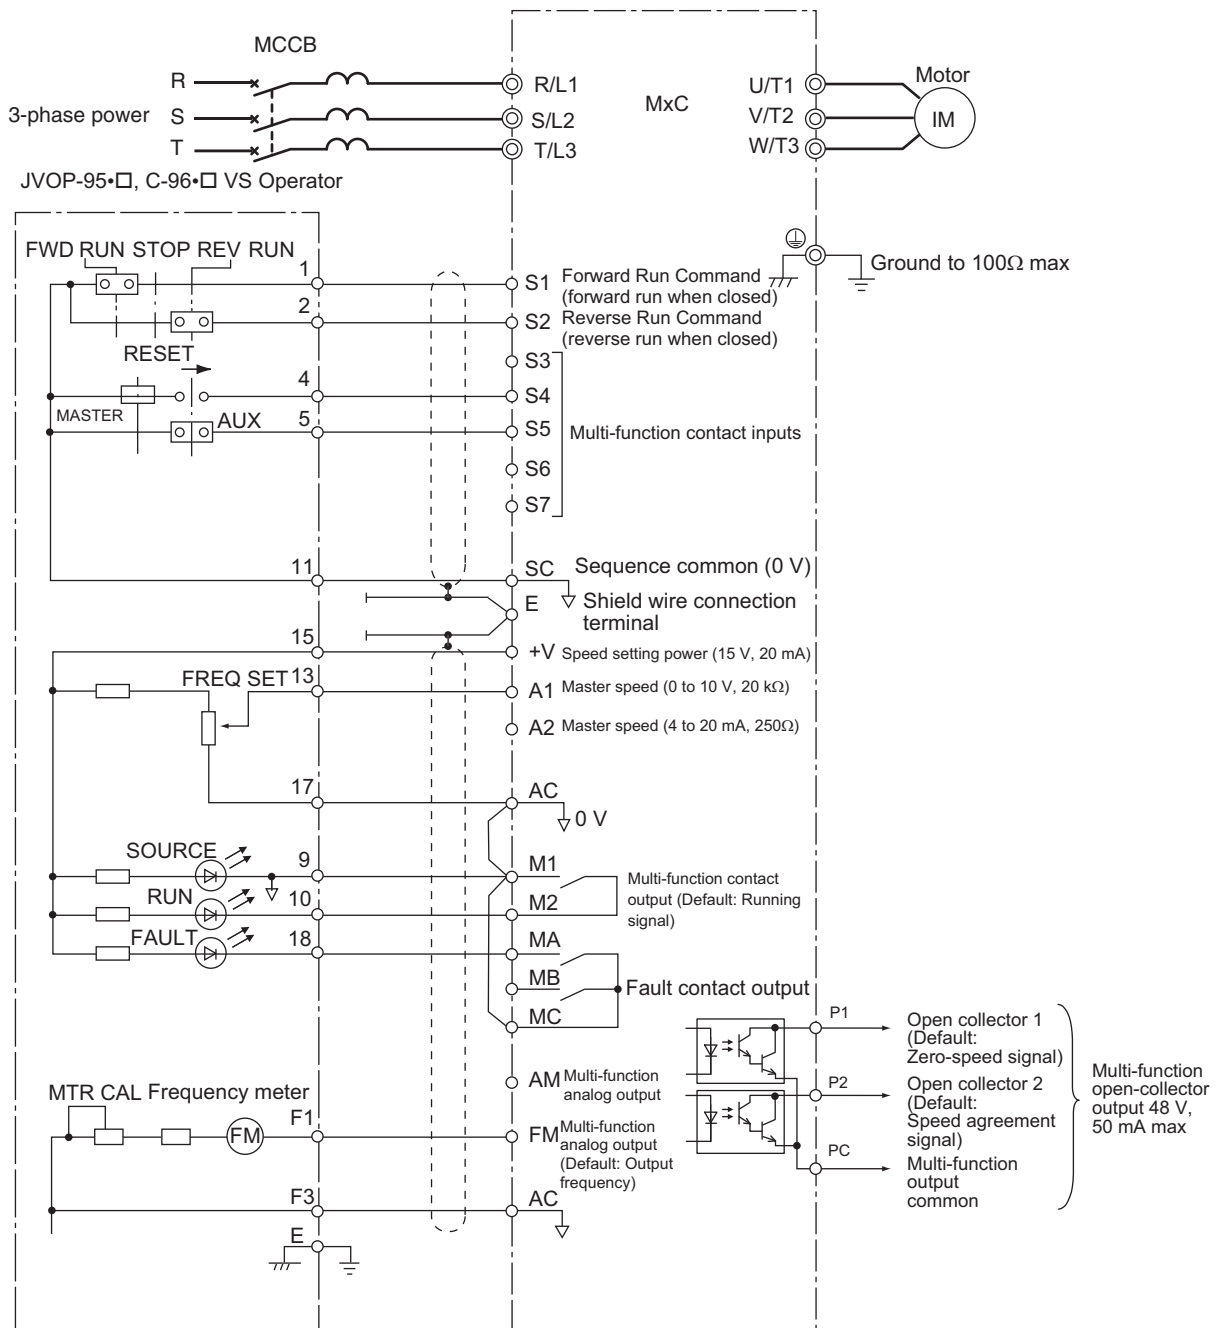 MCCB
R
R/L1
U/T1
Motor
MxC
3-phase power
S
S/L2
V/T2
IM
T
T/L3
W/T3
JVOP-95•□, C-96•□ VS Operator
FWD RUN STOP REV RUN
1
S1
Forward Run Command
(forward run when closed)
Ground to 100Ω max
2
S2
Reverse Run Command
(reverse run when closed)
RESET
S3
4
S4
MASTER
AUX
5
S5
Multi-function contact inputs
S6
S7
11
SC
Sequence common (0 V)
E
Shield wire connection
terminal
15
+V
Speed setting power (15 V, 20 mA)
FREQ SET
13
A1
Master speed (0 to 10 V, 20 kΩ)
A2
Master speed (4 to 20 mA, 250Ω)
17
AC
0 V
SOURCE
9
M1
Multi-function contact
output (Default: Running
signal)
RUN
10
M2
FAULT
18
MA
MB
Fault contact output
MC
P1
Open collector 1
(Default:
Zero-speed signal)
P2
Open collector 2
(Default:
Speed agreement
signal)
Multi-function
open-collector
output 48 V,
50 mA max
PC
Multi-function
output
common
AM
Multi-function
analog output
MTR CAL Frequency meter
FM
F1
FM
Multi-function
analog output
(Default: Output
frequency)
F3
AC
E